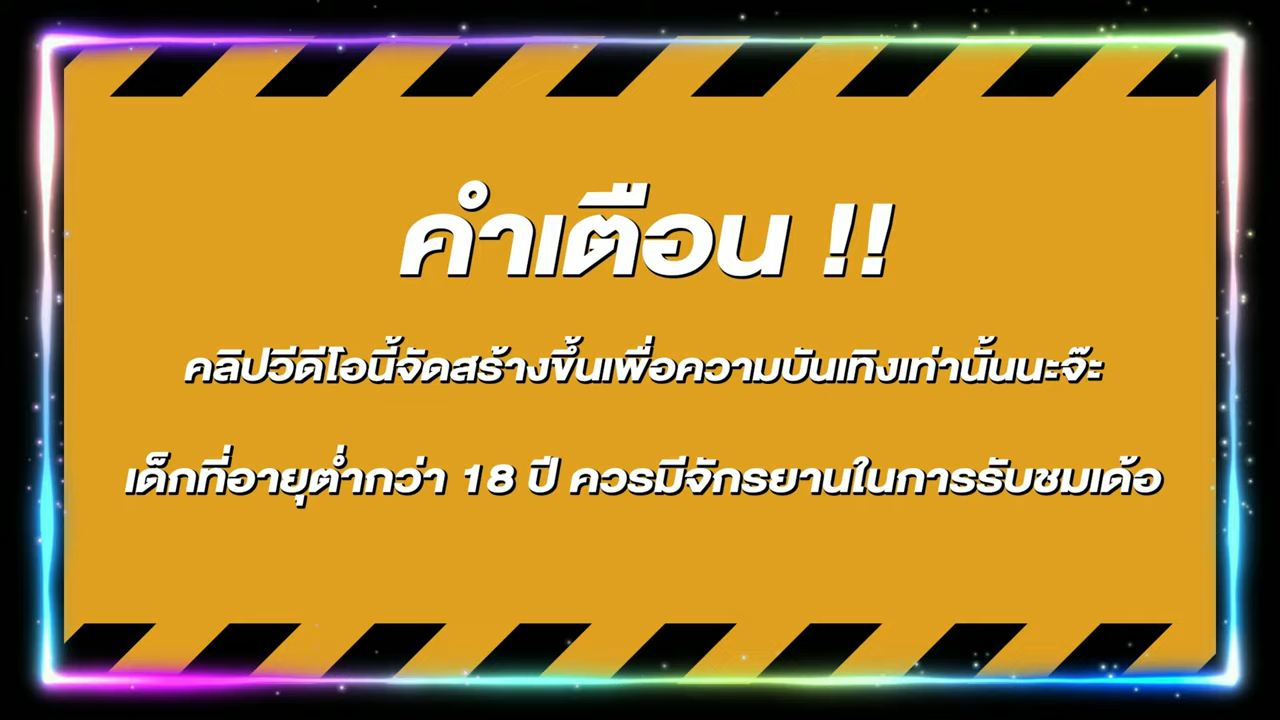 คำเตือน !!
คลิปวีดีโอนี้จัดสร้างขึ้นเพื่อความบันเทิงเท่านั้นนะจ๊ะ
เด็กที่อายุต่ำกว่า 18 ปี ควรมีจักรยานในการรับชมเด้อ